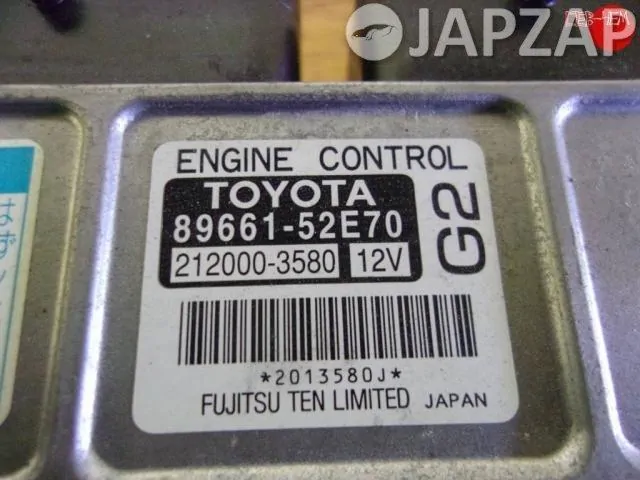 JAPZAP
ENGINE CONTROL
TOYOTA
89661-52E70
212000-3580 12V
G2
*2013580J*
FUJITSU TEN LIMITED JAPAN